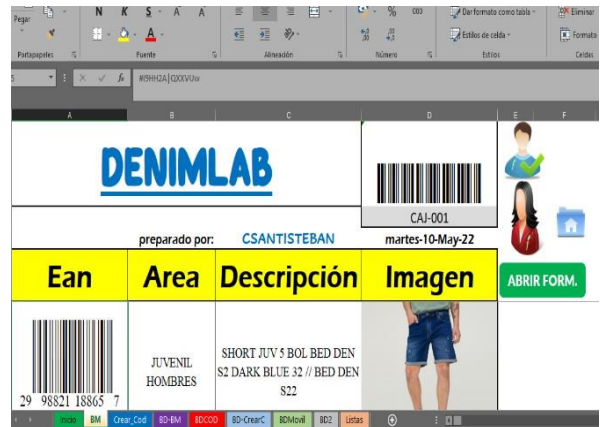 Pegar
N K S A A
% 000
Dar formato como tabla
Eliminar
Estilos de celda
Formato
Portapapeles
Fuente
Alineación
Número
Estilos
Celdas
fx
A B C D E F
DENIMLAB
CAJ-001
preparado por: CSANTISTEBAN martes-10-May-22
Ean Area Descripción Imagen
ABRIR FORM.
JUVENIL
HOMBRES
SHORT JUV 5 BOL BED DEN
S2 DARK BLUE 32 // BED DEN
S22
29 98821 18865 7
Inicio BM Crear_Cod BD-BM BDCOD BD-CrearC BDMovil BD2 Listas